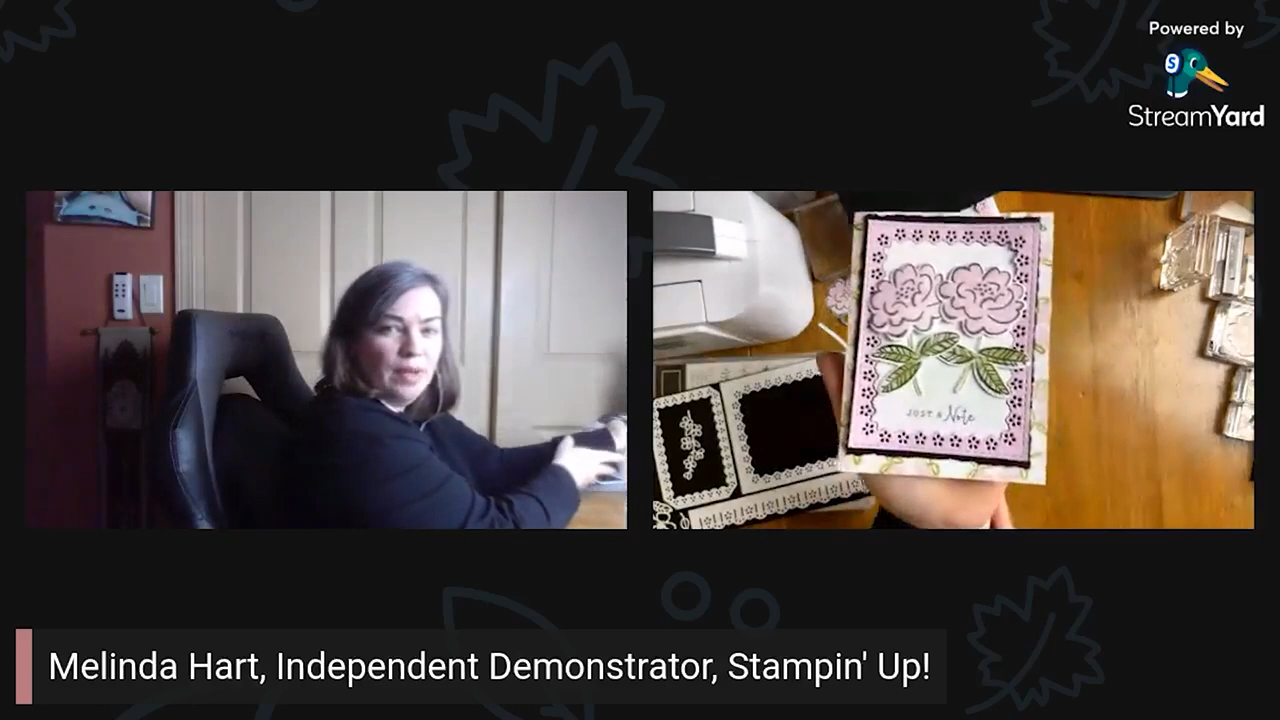 Powered by
StreamYard
JUST A Note
Melinda Hart, Independent Demonstrator, Stampin' Up!